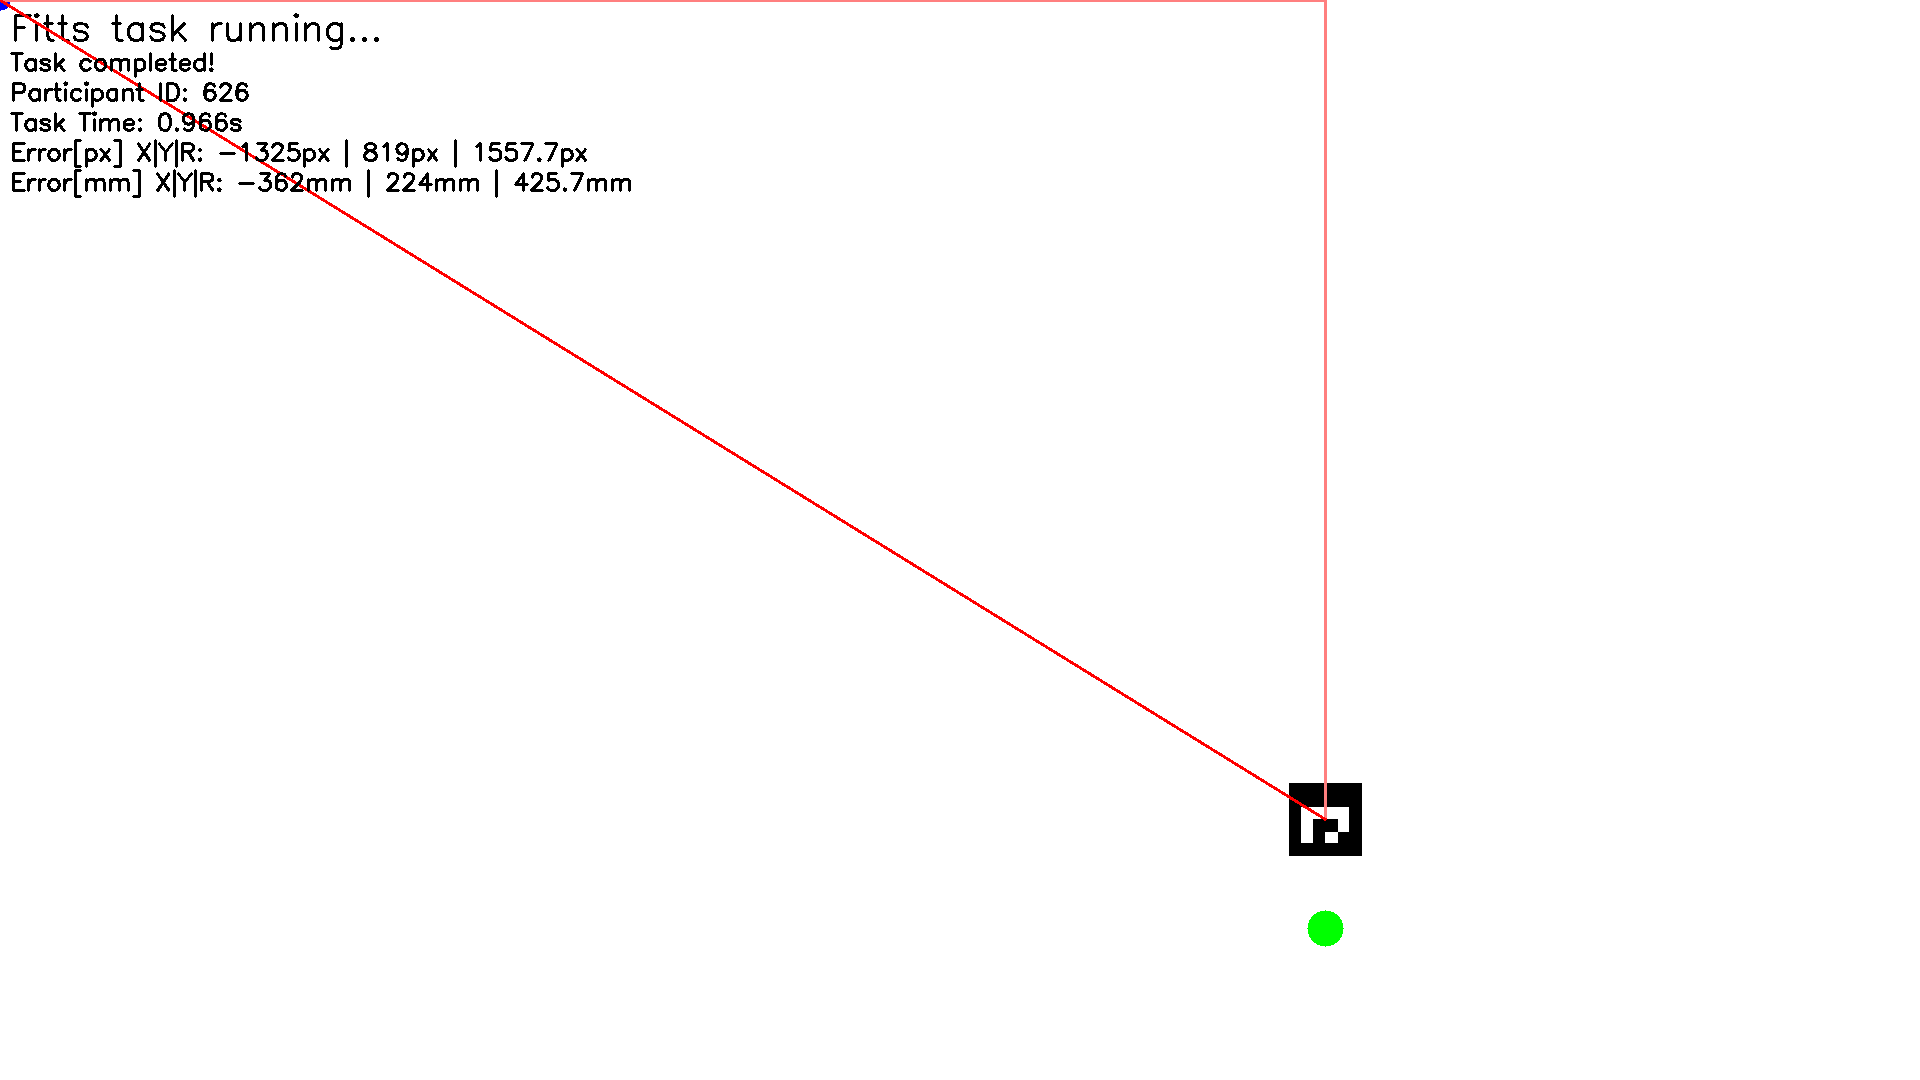 Fitts task running...
Task completed!
Participant ID: 626
Task Time: 0.966s
Error[px] X|Y|R: -1325px | 819px | 1557.7px
Error[mm] X|Y|R: -362mm | 224mm | 425.7mm